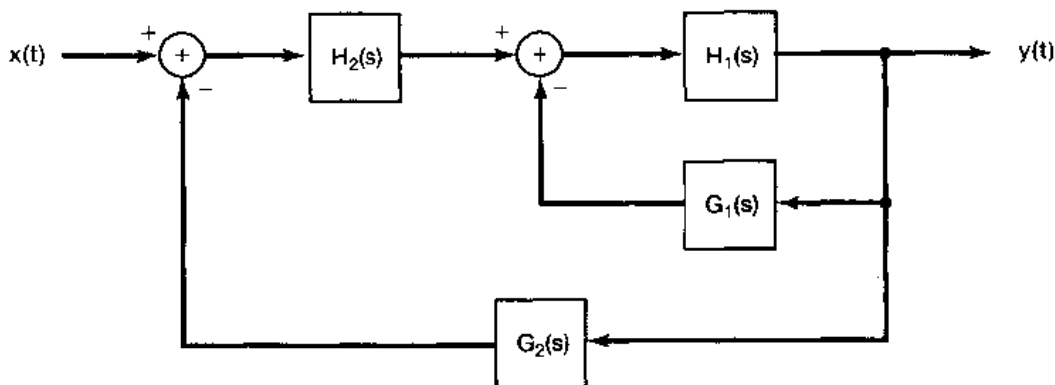 x(t) + + − H₂(s) + + − H₁(s) y(t)
G₁(s)
G₂(s)